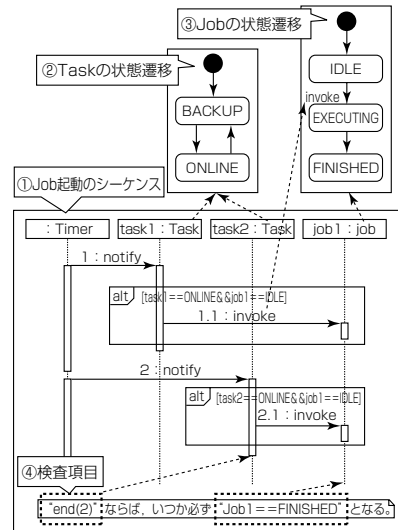 ③Jobの状態遷移
②Taskの状態遷移
IDLE
invoke
BACKUP
EXECUTING
ONLINE
FINISHED
①Job起動のシーケンス
: Timer
task1 : Task
task2 : Task
job1 : job
1 : notify
alt [task1==ONLINE&&job1==IDLE]
1.1 : invoke
2 : notify
alt [task2==ONLINE&&job1==IDLE]
2.1 : invoke
④検査項目
"end(2)" ならば，いつか必ず "Job1==FINISHED" となる。